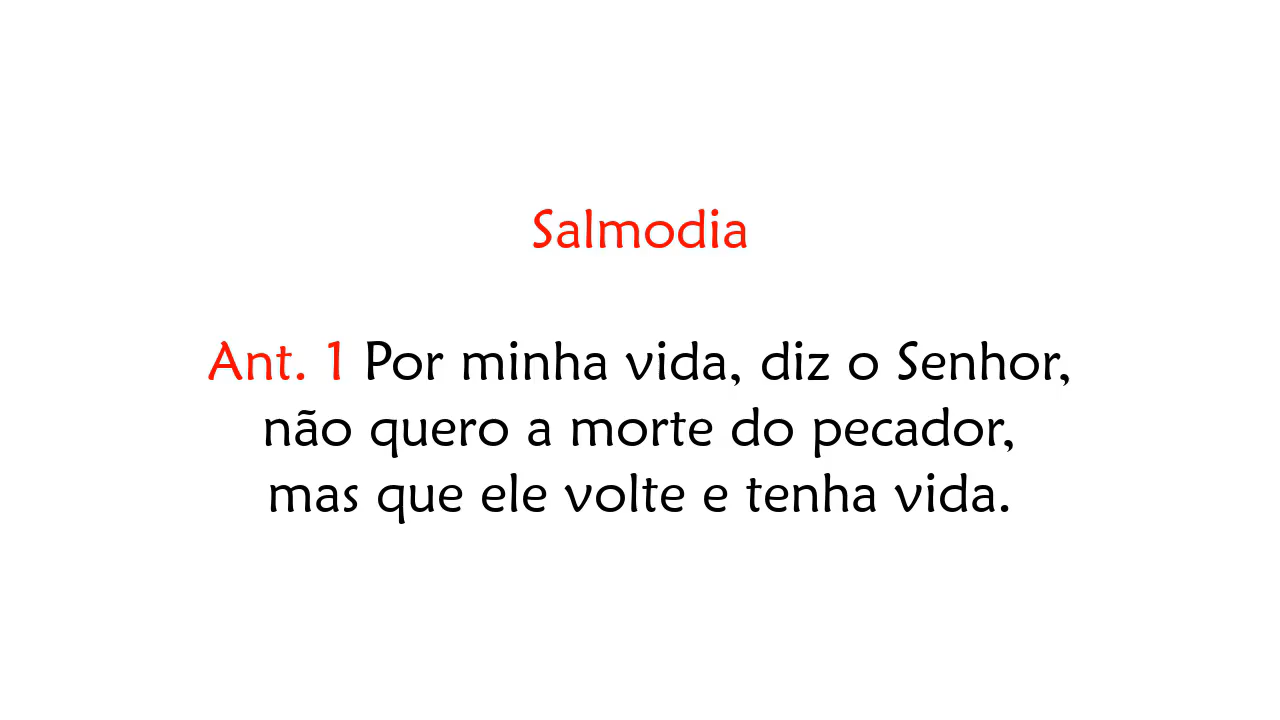 Salmodia
Ant. 1 Por minha vida, diz o Senhor,
não quero a morte do pecador,
mas que ele volte e tenha vida.